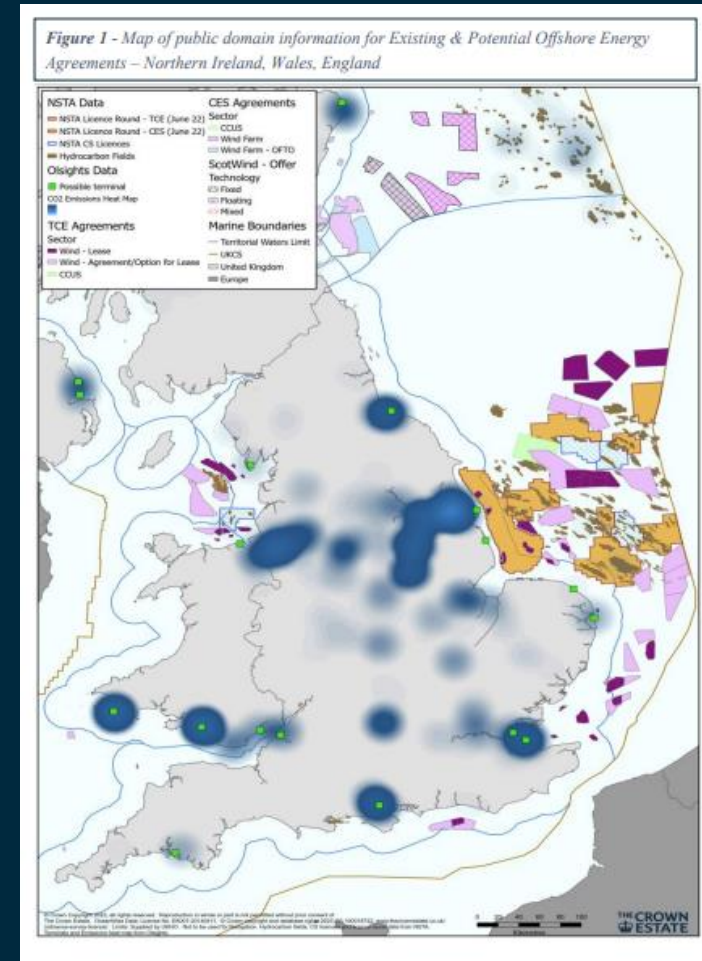 Figure 1 - Map of public domain information for Existing & Potential Offshore Energy
Agreements – Northern Ireland, Wales, England
NSTA Data
NSTA Licence Round - TCE (June 22)
NSTA Licence Round - CES (June 22)
NSTA CS Licences
Hydrocarbon Fields
Olsights Data
Possible terminal
CO2 Emissions Heat Map
TCE Agreements
Sector
Wind - Lease
Wind - Agreement/Option for Lease
CCUS
CES Agreements
Sector
CCUS
Wind Farm
Wind Farm - OFTO
ScotWind - Offer
Technology
Fixed
Floating
Mixed
Marine Boundaries
Territorial Waters Limit
UKCS
United Kingdom
Europe
THE CROWN
ESTATE